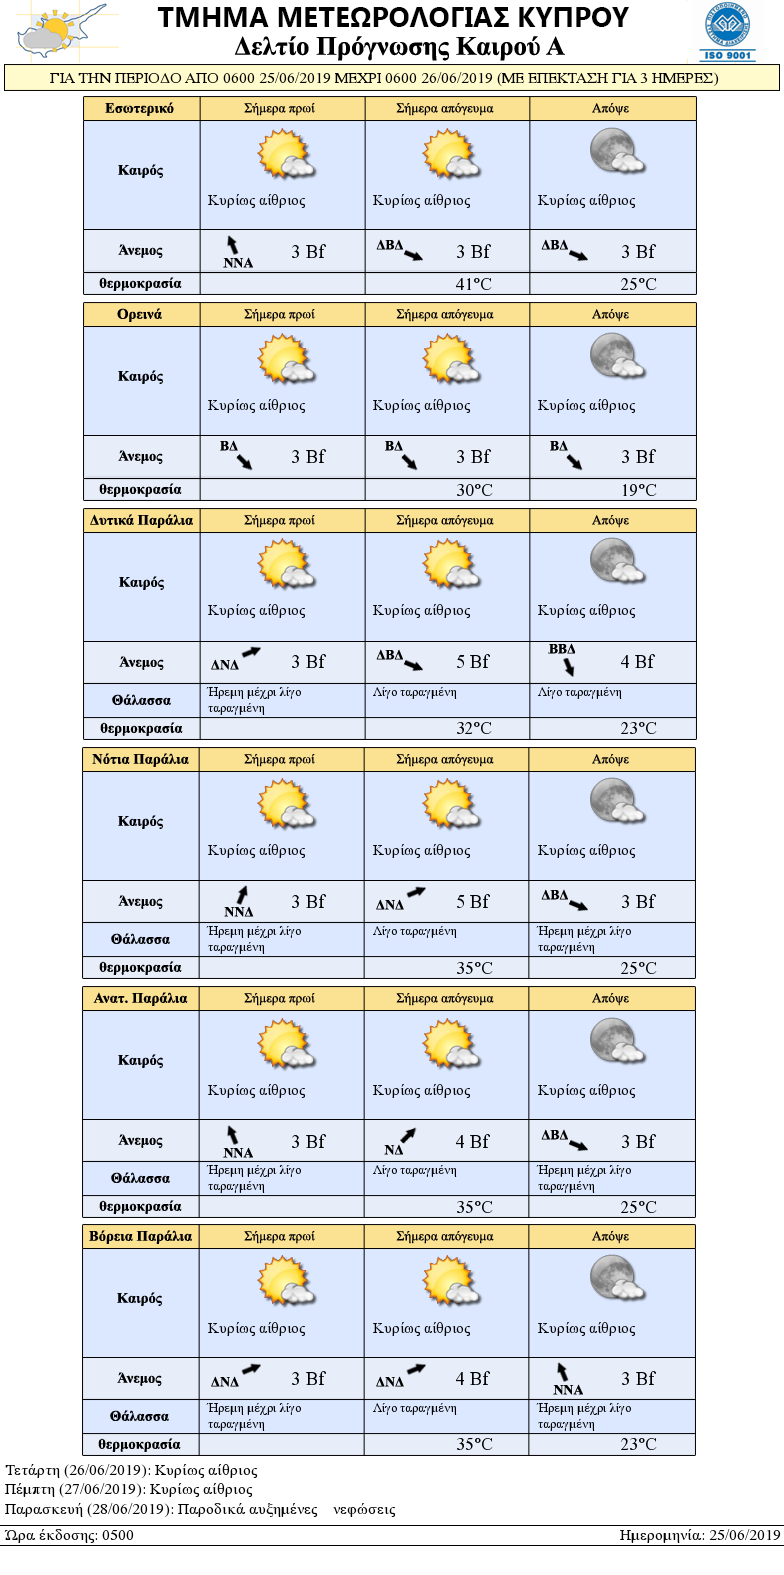 ΤΜΗΜΑ ΜΕΤΕΩΡΟΛΟΓΙΑΣ ΚΥΠΡΟΥ
Δελτίο Πρόγνωσης Καιρού Α
ISO 9001
ΓΙΑ ΤΗΝ ΠΕΡΙΟΔΟ ΑΠΟ 0600 25/06/2019 ΜΕΧΡΙ 0600 26/06/2019 (ΜΕ ΕΠΕΚΤΑΣΗ ΓΙΑ 3 ΗΜΕΡΕΣ)
Εσωτερικό Σήμερα πρωί Σήμερα απόγευμα Απόψε
Καιρός
Κυρίως αίθριος Κυρίως αίθριος Κυρίως αίθριος
Άνεμος ΝΝΑ 3 Bf ΔΒΔ 3 Bf ΔΒΔ 3 Bf
θερμοκρασία 41°C 25°C
Ορεινά Σήμερα πρωί Σήμερα απόγευμα Απόψε
Καιρός
Κυρίως αίθριος Κυρίως αίθριος Κυρίως αίθριος
Άνεμος ΒΔ 3 Bf ΒΔ 3 Bf ΒΔ 3 Bf
θερμοκρασία 30°C 19°C
Δυτικά Παράλια Σήμερα πρωί Σήμερα απόγευμα Απόψε
Καιρός
Κυρίως αίθριος Κυρίως αίθριος Κυρίως αίθριος
Άνεμος ΔΝΔ 3 Bf ΔΒΔ 5 Bf ΒΒΔ 4 Bf
Θάλασσα Ήρεμη μέχρι λίγο Λίγο ταραγμένη Λίγο ταραγμένη
ταραγμένη
θερμοκρασία 32°C 23°C
Νότια Παράλια Σήμερα πρωί Σήμερα απόγευμα Απόψε
Καιρός
Κυρίως αίθριος Κυρίως αίθριος Κυρίως αίθριος
Άνεμος ΝΝΔ 3 Bf ΔΝΔ 5 Bf ΔΒΔ 3 Bf
Θάλασσα Ήρεμη μέχρι λίγο Λίγο ταραγμένη Ήρεμη μέχρι λίγο
ταραγμένη ταραγμένη
θερμοκρασία 35°C 25°C
Ανατ. Παράλια Σήμερα πρωί Σήμερα απόγευμα Απόψε
Καιρός
Κυρίως αίθριος Κυρίως αίθριος Κυρίως αίθριος
Άνεμος ΝΝΑ 3 Bf ΝΔ 4 Bf ΔΒΔ 3 Bf
Θάλασσα Ήρεμη μέχρι λίγο Λίγο ταραγμένη Ήρεμη μέχρι λίγο
ταραγμένη ταραγμένη
θερμοκρασία 35°C 25°C
Βόρεια Παράλια Σήμερα πρωί Σήμερα απόγευμα Απόψε
Καιρός
Κυρίως αίθριος Κυρίως αίθριος Κυρίως αίθριος
Άνεμος ΔΝΔ 3 Bf ΔΝΔ 4 Bf ΝΝΑ 3 Bf
Θάλασσα Ήρεμη μέχρι λίγο Λίγο ταραγμένη Ήρεμη μέχρι λίγο
ταραγμένη ταραγμένη
θερμοκρασία 35°C 23°C
Τετάρτη (26/06/2019): Κυρίως αίθριος
Πέμπτη (27/06/2019): Κυρίως αίθριος
Παρασκευή (28/06/2019): Παροδικά αυξημένες νεφώσεις
Ώρα έκδοσης: 0500 Ημερομηνία: 25/06/2019